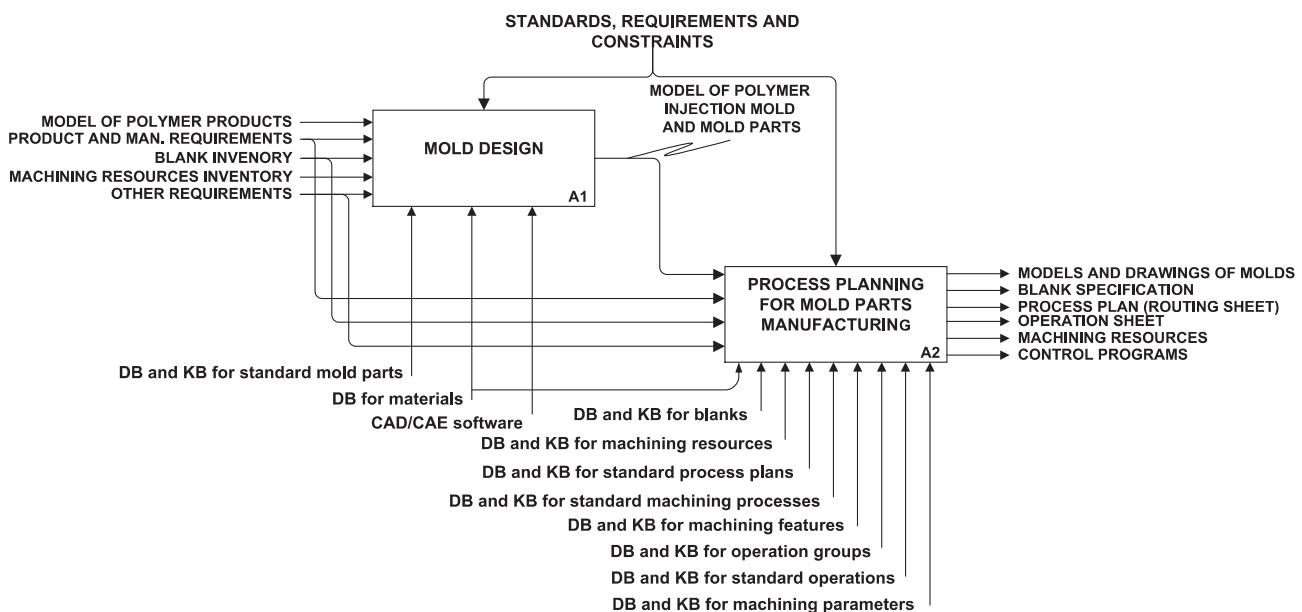 STANDARDS, REQUIREMENTS AND
CONSTRAINTS
MODEL OF POLYMER
INJECTION MOLD
AND MOLD PARTS
MODEL OF POLYMER PRODUCTS
PRODUCT AND MAN. REQUIREMENTS
BLANK INVENORY
MACHINING RESOURCES INVENTORY
OTHER REQUIREMENTS
MOLD DESIGN
A1
PROCESS PLANNING
FOR MOLD PARTS
MANUFACTURING
A2
MODELS AND DRAWINGS OF MOLDS
BLANK SPECIFICATION
PROCESS PLAN (ROUTING SHEET)
OPERATION SHEET
MACHINING RESOURCES
CONTROL PROGRAMS
DB and KB for standard mold parts
DB for materials
CAD/CAE software
DB and KB for blanks
DB and KB for machining resources
DB and KB for standard process plans
DB and KB for standard machining processes
DB and KB for machining features
DB and KB for operation groups
DB and KB for standard operations
DB and KB for machining parameters